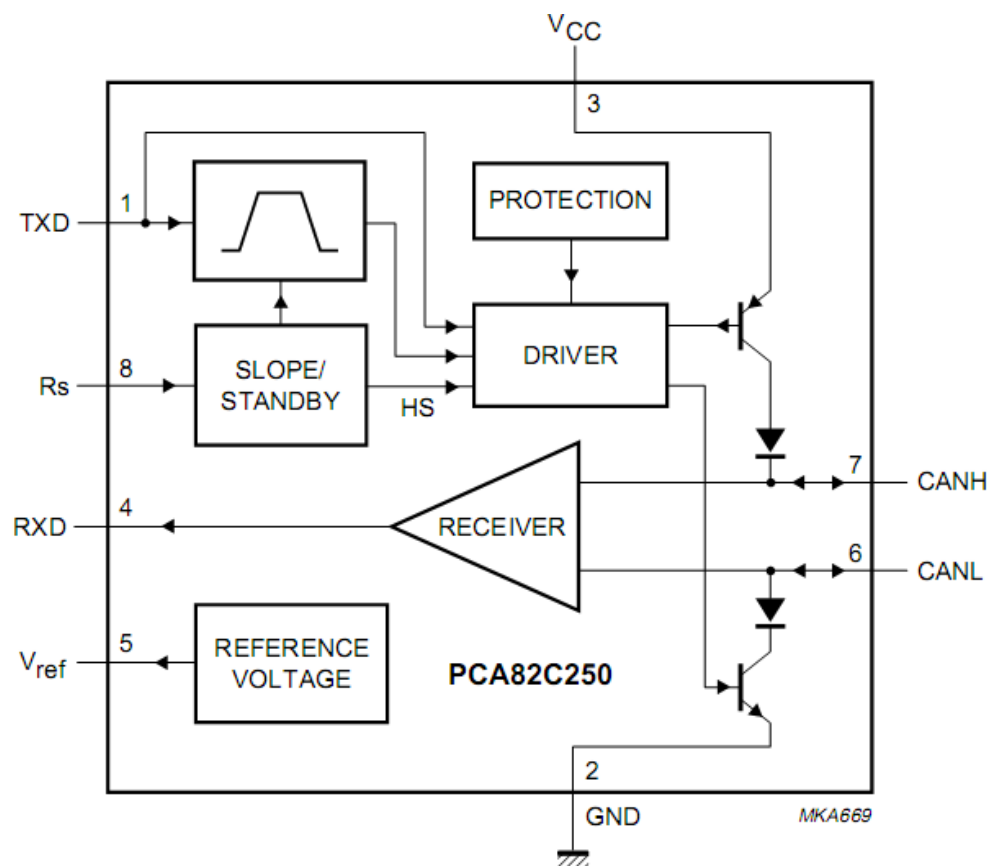 VCC
3
1
TXD
PROTECTION
DRIVER
8
Rs
SLOPE/
STANDBY
HS
7
CANH
4
RXD
RECEIVER
6
CANL
5
Vref
REFERENCE
VOLTAGE
PCA82C250
2
GND
MKA669